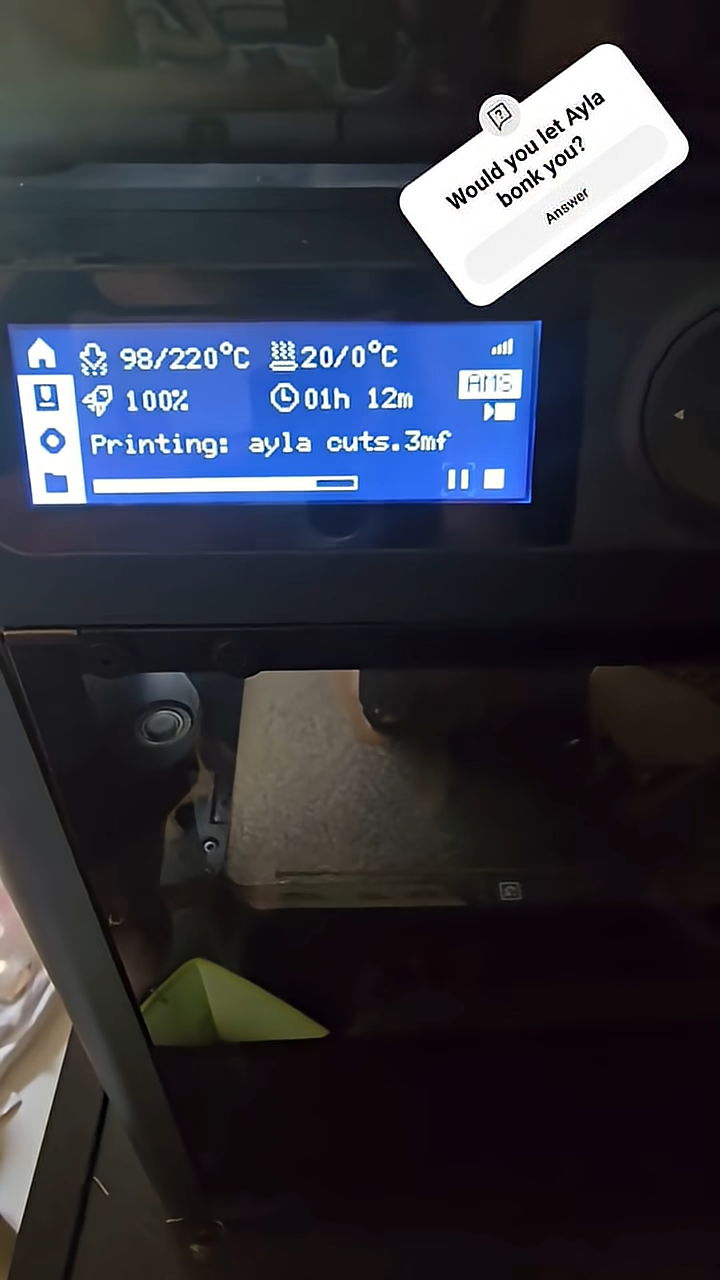 Would you let Ayla
bonk you?
Answer
98/220°C 20/0°C
AMS
100% 01h 12m
Printing: ayla cuts.3mf